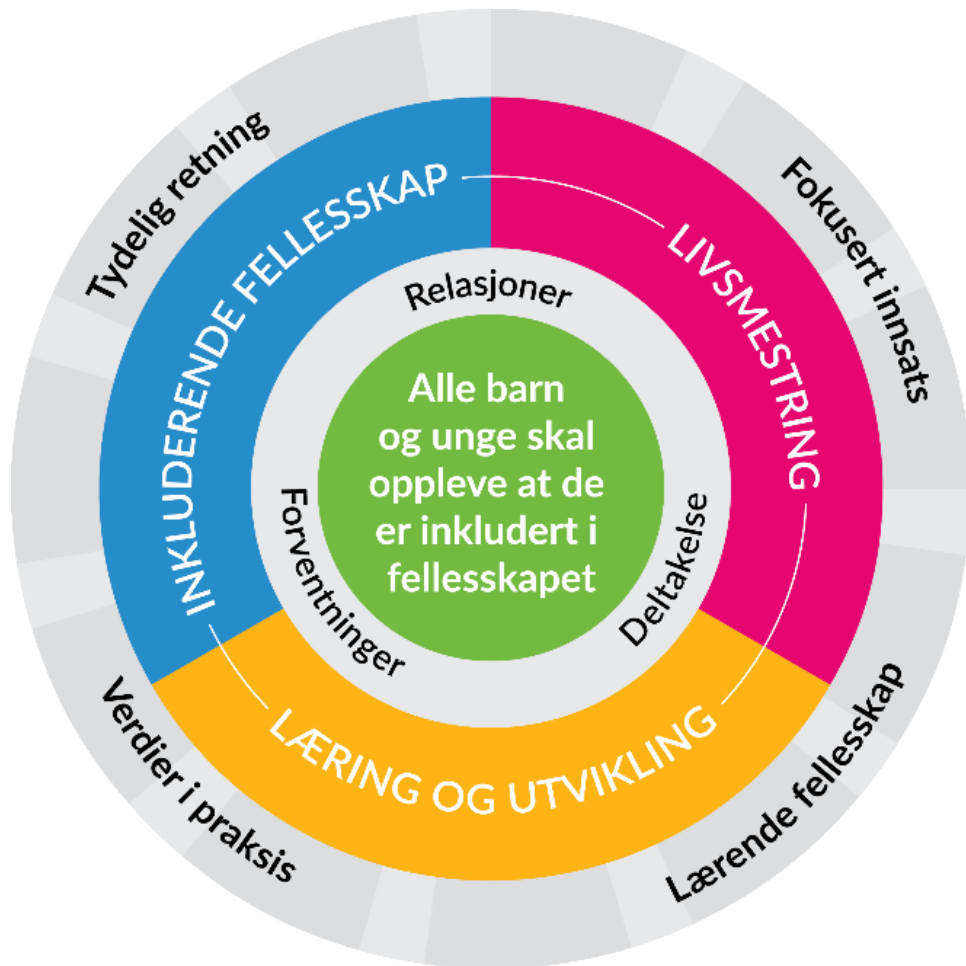 Tydelig retning
Fokusert innsats
INKLUDERENDE FELLESSKAP
LIVSMESTRING
Relasjoner
Alle barn
og unge skal
oppleve at de
er inkludert i
fellesskapet
Forventninger
Deltakelse
LÆRING OG UTVIKLING
Verdier i praksis
Lærende fellesskap